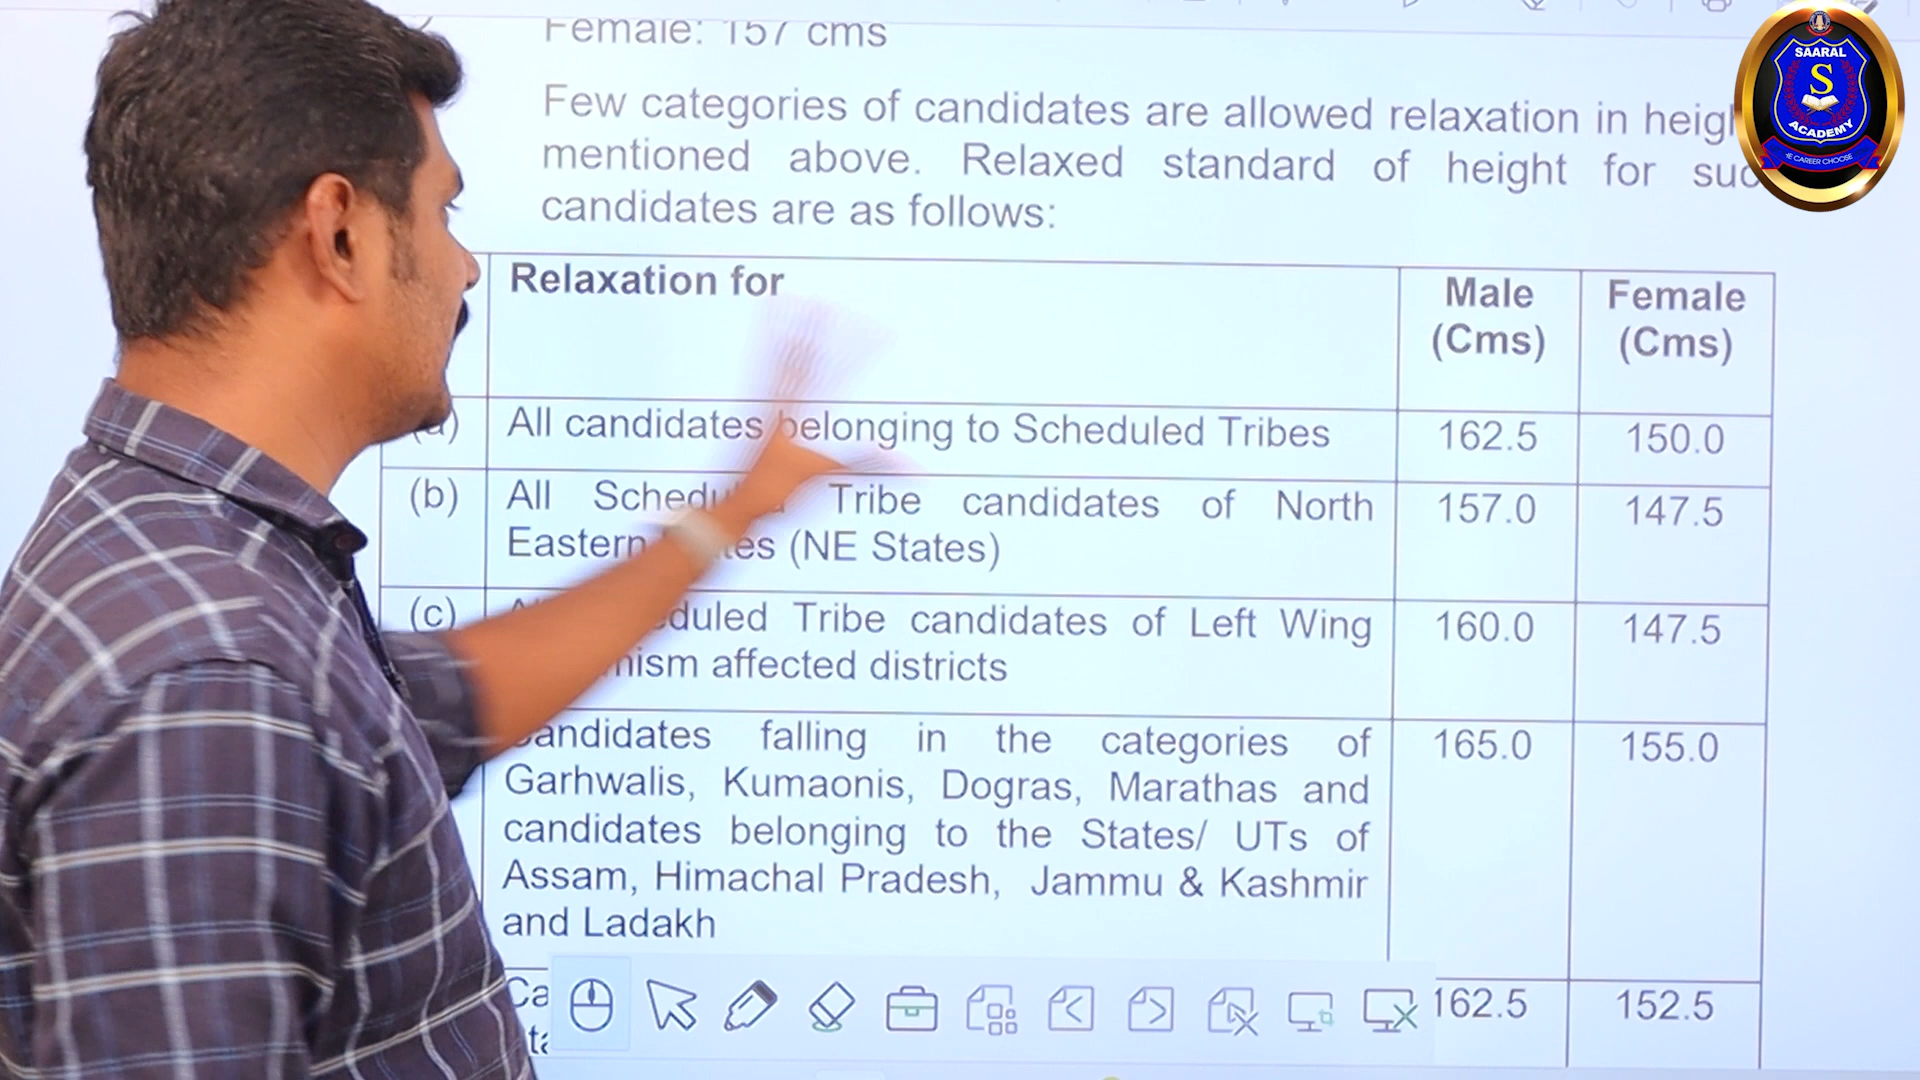 Female: 157 cms
Few categories of candidates are allowed relaxation in
mentioned above. Relaxed standard of height for
candidates are as follows:
Relaxation for
Male
(Cms)
Female
(Cms)
(a) All candidates belonging to Scheduled Tribes 162.5 150.0
(b) All Tribe candidates of North 157.0 147.5
Eastern (NE States)
(c) Tribe candidates of Left Wing 160.0 147.5
affected districts
Candidates falling in the categories of 165.0 155.0
Garhwalis, Kumaonis, Dogras, Marathas and
candidates belonging to the States/ UTs of
Assam, Himachal Pradesh, Jammu & Kashmir
and Ladakh
162.5 152.5
SAARAL
S
ACADEMY
CAREER CHOOSE